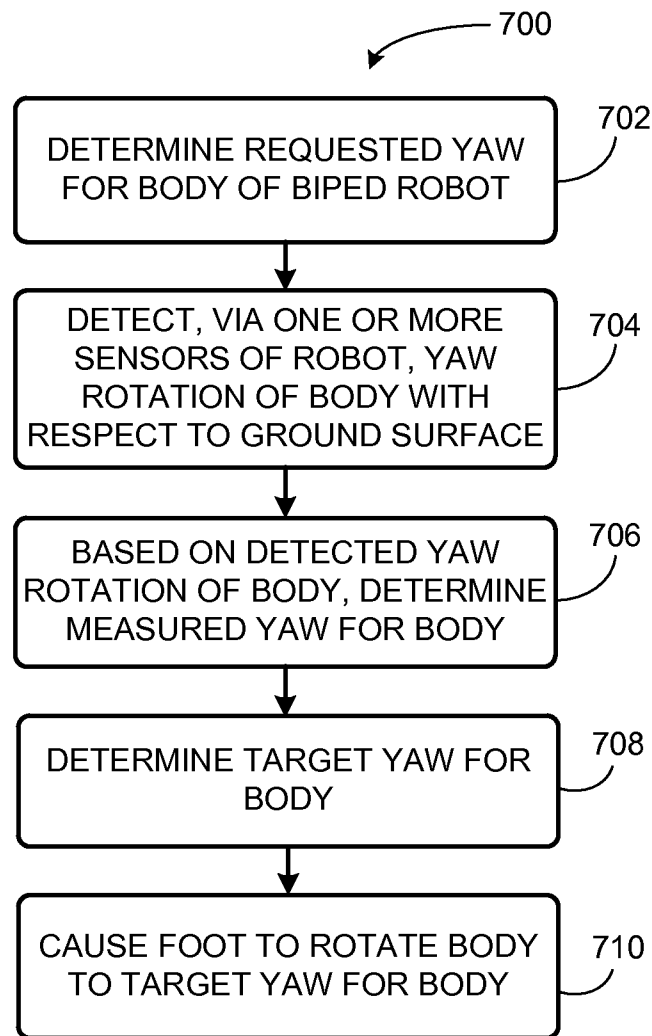 700
DETERMINE REQUESTED YAW
FOR BODY OF BIPED ROBOT
702
DETECT, VIA ONE OR MORE
SENSORS OF ROBOT, YAW
ROTATION OF BODY WITH
RESPECT TO GROUND SURFACE
704
BASED ON DETECTED YAW
ROTATION OF BODY, DETERMINE
MEASURED YAW FOR BODY
706
DETERMINE TARGET YAW FOR
BODY
708
CAUSE FOOT TO ROTATE BODY
TO TARGET YAW FOR BODY
710